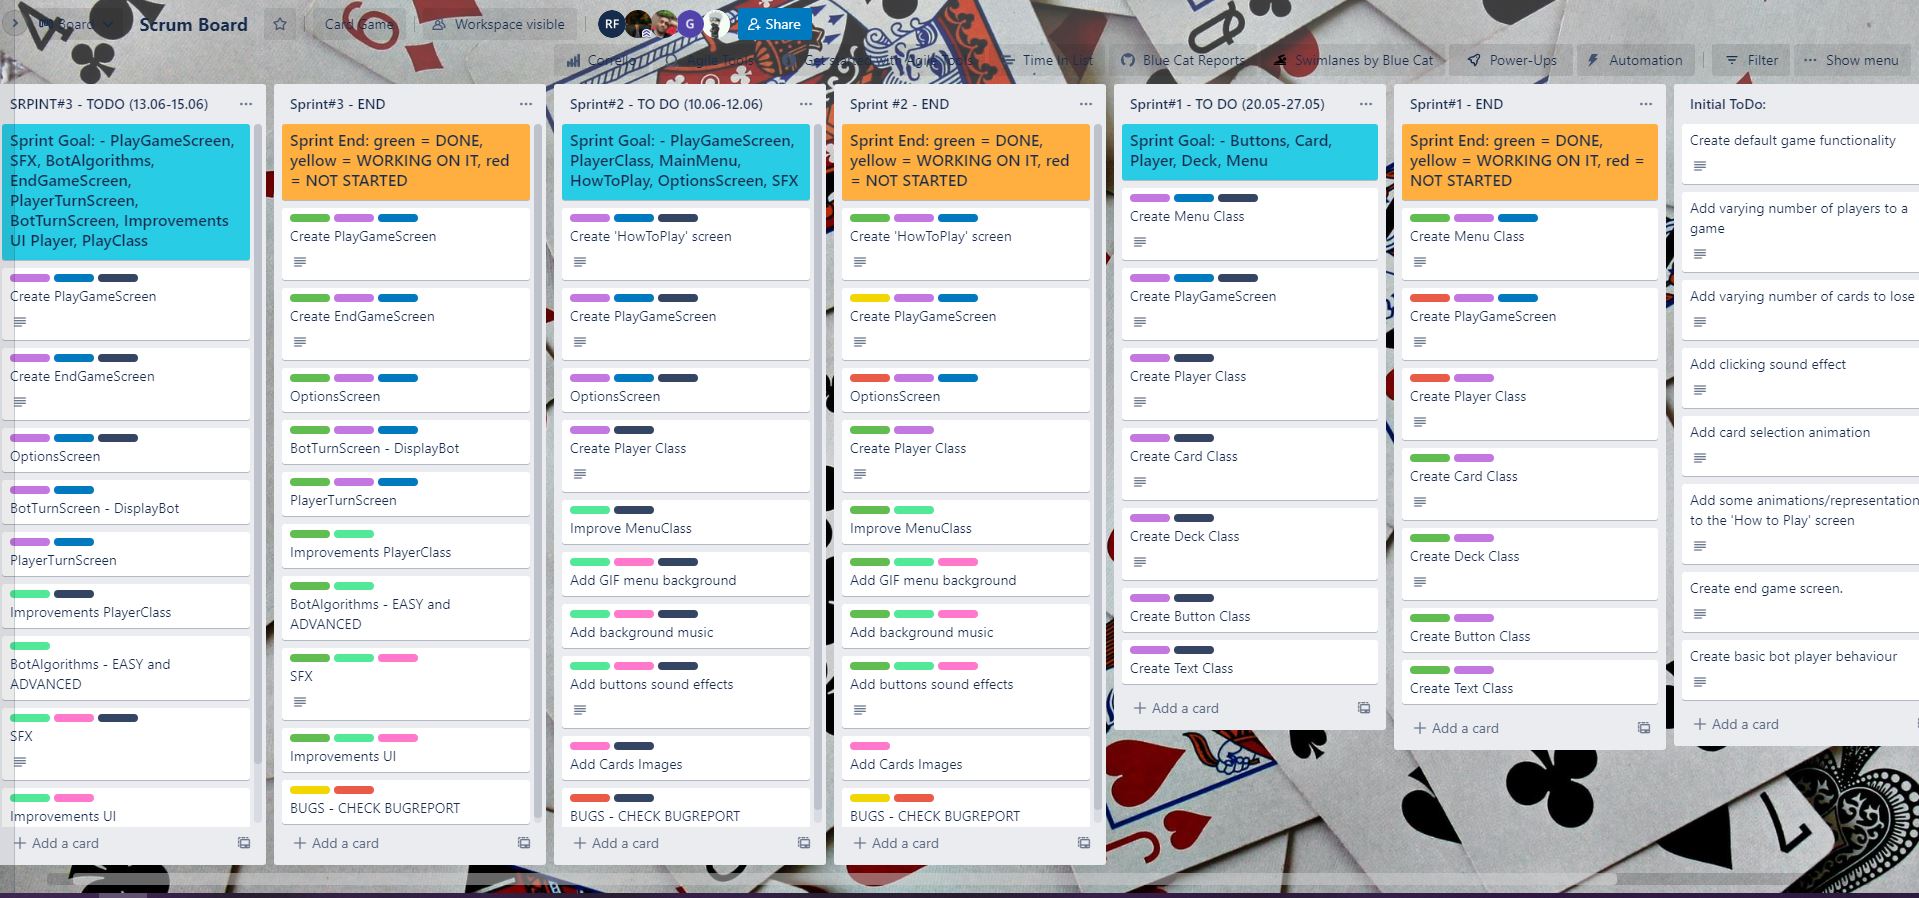 Board
Scrum Board
Card Game
Workspace visible
RF
G
Share
Corrello
Agile Tools
Get started with Agile Tools
Time In List
Blue Cat Reports
Swimlanes by Blue Cat
Power-Ups
Automation
Filter
Show menu
SRPINT#3 - TODO (13.06-15.06)
Sprint Goal: - PlayGameScreen,
SFX, BotAlgorithms,
EndGameScreen,
PlayerTurnScreen,
BotTurnScreen, Improvements
UI Player, PlayClass
Create PlayGameScreen
Create EndGameScreen
OptionsScreen
BotTurnScreen - DisplayBot
PlayerTurnScreen
Improvements PlayerClass
BotAlgorithms - EASY and
ADVANCED
SFX
Improvements UI
+ Add a card
Sprint#3 - END
Sprint End: green = DONE,
yellow = WORKING ON IT, red
= NOT STARTED
Create PlayGameScreen
Create EndGameScreen
OptionsScreen
BotTurnScreen - DisplayBot
PlayerTurnScreen
Improvements PlayerClass
BotAlgorithms - EASY and
ADVANCED
SFX
Improvements UI
BUGS - CHECK BUGREPORT
+ Add a card
Sprint#2 - TO DO (10.06-12.06)
Sprint Goal: - PlayGameScreen,
PlayerClass, MainMenu,
HowToPlay, OptionsScreen, SFX
Create 'HowToPlay' screen
Create PlayGameScreen
OptionsScreen
Create Player Class
Improve MenuClass
Add GIF menu background
Add background music
Add buttons sound effects
Add Cards Images
BUGS - CHECK BUGREPORT
+ Add a card
Sprint #2 - END
Sprint End: green = DONE,
yellow = WORKING ON IT, red
= NOT STARTED
Create 'HowToPlay' screen
Create PlayGameScreen
OptionsScreen
Create Player Class
Improve MenuClass
Add GIF menu background
Add background music
Add buttons sound effects
Add Cards Images
BUGS - CHECK BUGREPORT
+ Add a card
Sprint#1 - TO DO (20.05-27.05)
Sprint Goal: - Buttons, Card,
Player, Deck, Menu
Create Menu Class
Create PlayGameScreen
Create Player Class
Create Card Class
Create Deck Class
Create Button Class
Create Text Class
+ Add a card
Sprint#1 - END
Sprint End: green = DONE,
yellow = WORKING ON IT, red =
NOT STARTED
Create Menu Class
Create PlayGameScreen
Create Player Class
Create Card Class
Create Deck Class
Create Button Class
Create Text Class
+ Add a card
Initial ToDo:
Create default game functionality
Add varying number of players to a
game
Add varying number of cards to lose
Add clicking sound effect
Add card selection animation
Add some animations/representation
to the 'How to Play' screen
Create end game screen.
Create basic bot player behaviour
+ Add a card